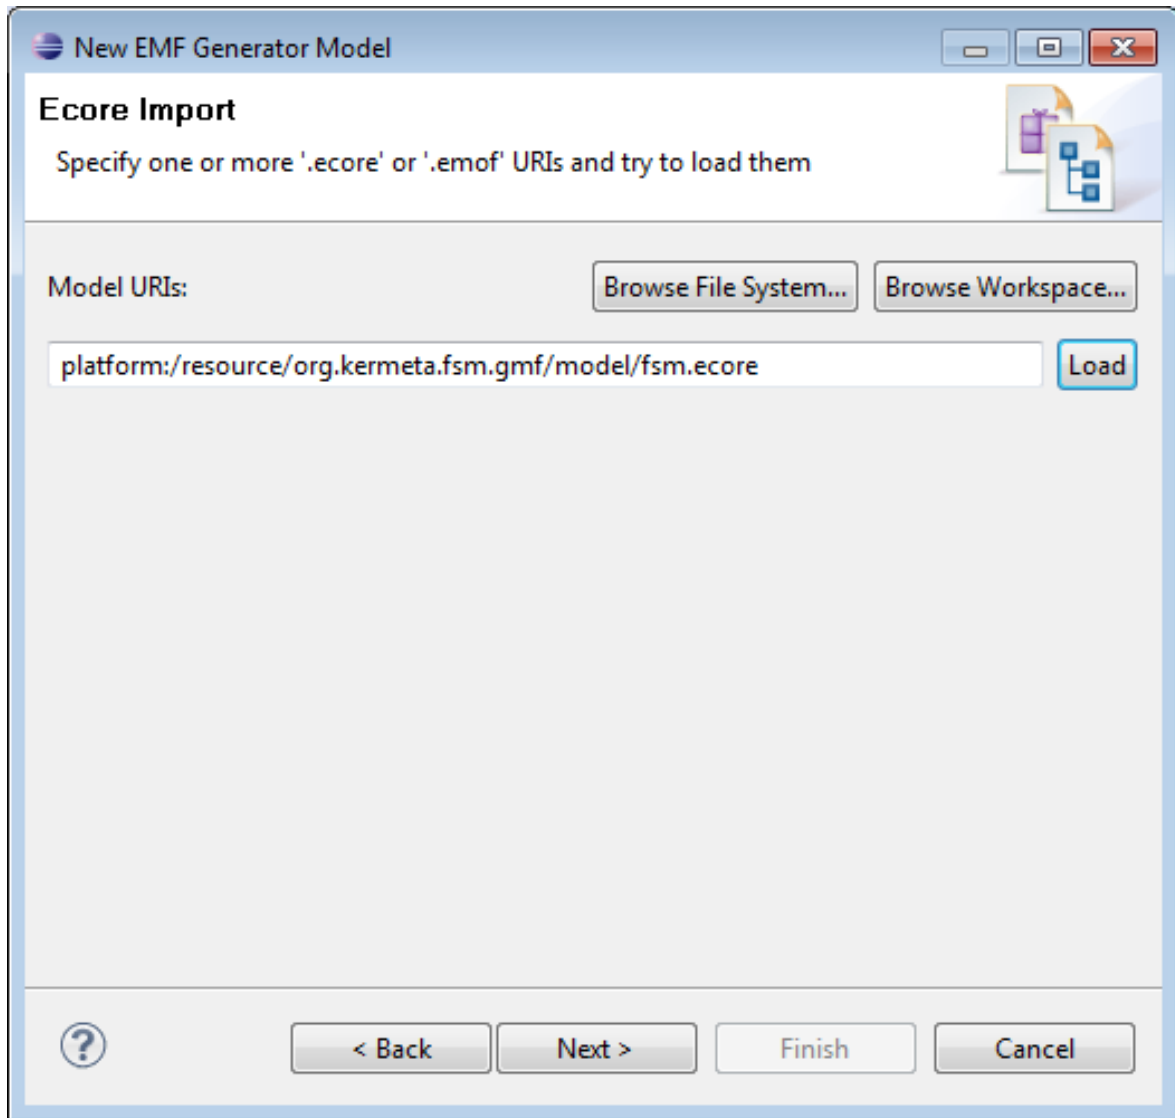 New EMF Generator Model
Ecore Import
Specify one or more '.ecore' or '.emof' URIs and try to load them
Model URIs:
Browse File System...
Browse Workspace...
platform:/resource/org.kermeta.fsm.gmf/model/fsm.ecore
Load
?
< Back
Next >
Finish
Cancel